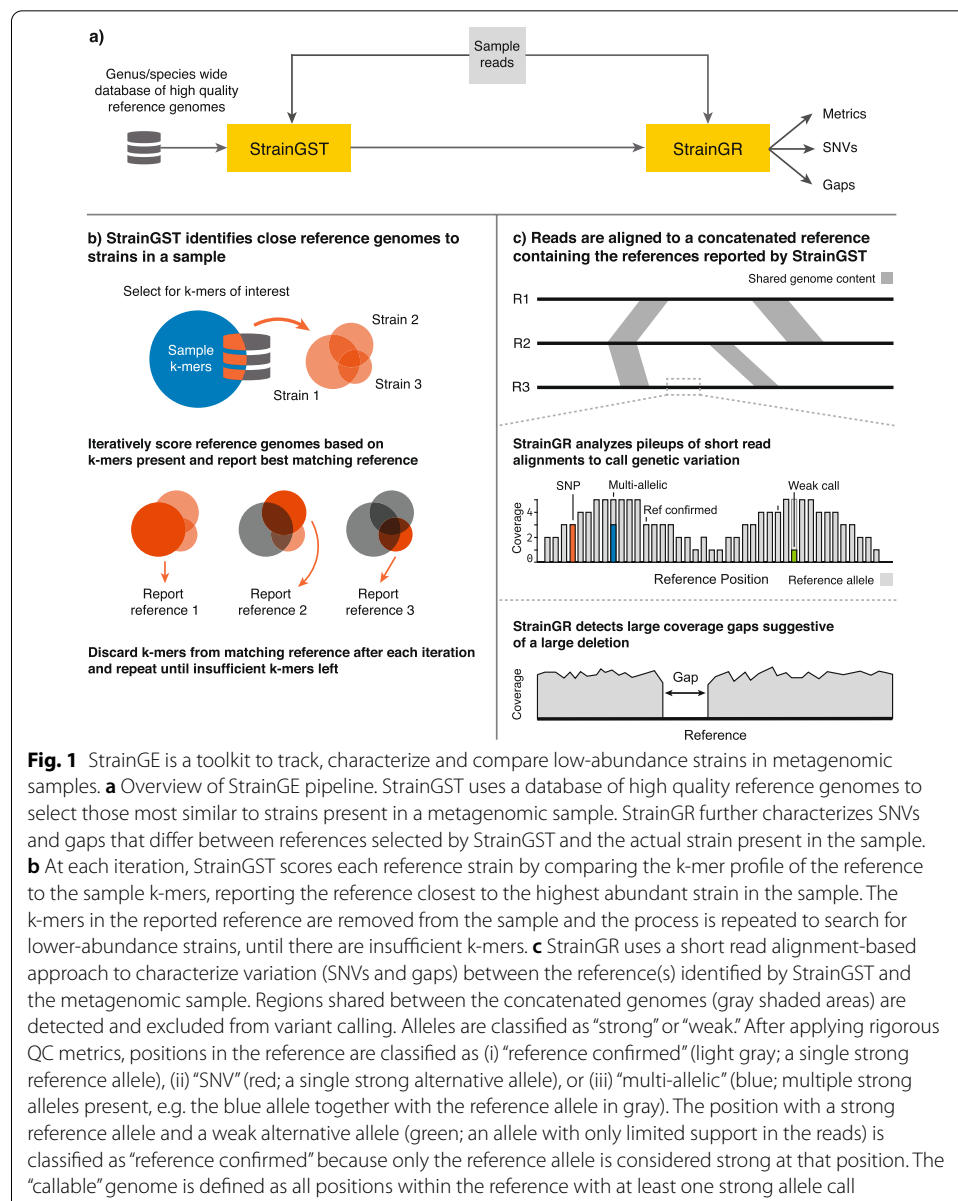 a)
Sample
reads
Genus/species wide
database of high quality
reference genomes
StrainGST
StrainGR
Metrics
SNVs
Gaps
b) StrainGST identifies close reference genomes to
strains in a sample
Select for k-mers of interest
Sample
k-mers
Strain 2
Strain 3
Strain 1
Iteratively score reference genomes based on
k-mers present and report best matching reference
Report
reference 1
Report
reference 2
Report
reference 3
Discard k-mers from matching reference after each iteration
and repeat until insufficient k-mers left
c) Reads are aligned to a concatenated reference
containing the references reported by StrainGST
Shared genome content
R1
R2
R3
StrainGR analyzes pileups of short read
alignments to call genetic variation
SNP
Multi-allelic
Weak call
Ref confirmed
Coverage
4
2
0
Reference Position
Reference allele
StrainGR detects large coverage gaps suggestive
of a large deletion
Coverage
Gap
Reference
Fig. 1 StrainGE is a toolkit to track, characterize and compare low-abundance strains in metagenomic
samples. a Overview of StrainGE pipeline. StrainGST uses a database of high quality reference genomes to
select those most similar to strains present in a metagenomic sample. StrainGR further characterizes SNVs
and gaps that differ between references selected by StrainGST and the actual strain present in the sample.
b At each iteration, StrainGST scores each reference strain by comparing the k-mer profile of the reference
to the sample k-mers, reporting the reference closest to the highest abundant strain in the sample. The
k-mers in the reported reference are removed from the sample and the process is repeated to search for
lower-abundance strains, until there are insufficient k-mers. c StrainGR uses a short read alignment-based
approach to characterize variation (SNVs and gaps) between the reference(s) identified by StrainGST and
the metagenomic sample. Regions shared between the concatenated genomes (gray shaded areas) are
detected and excluded from variant calling. Alleles are classified as “strong” or “weak.” After applying rigorous
QC metrics, positions in the reference are classified as (i) “reference confirmed” (light gray; a single strong
reference allele), (ii) “SNV” (red; a single strong alternative allele), or (iii) “multi-allelic” (blue; multiple strong
alleles present, e.g. the blue allele together with the reference allele in gray). The position with a strong
reference allele and a weak alternative allele (green; an allele with only limited support in the reads) is
classified as “reference confirmed” because only the reference allele is considered strong at that position. The
“callable” genome is defined as all positions within the reference with at least one strong allele call